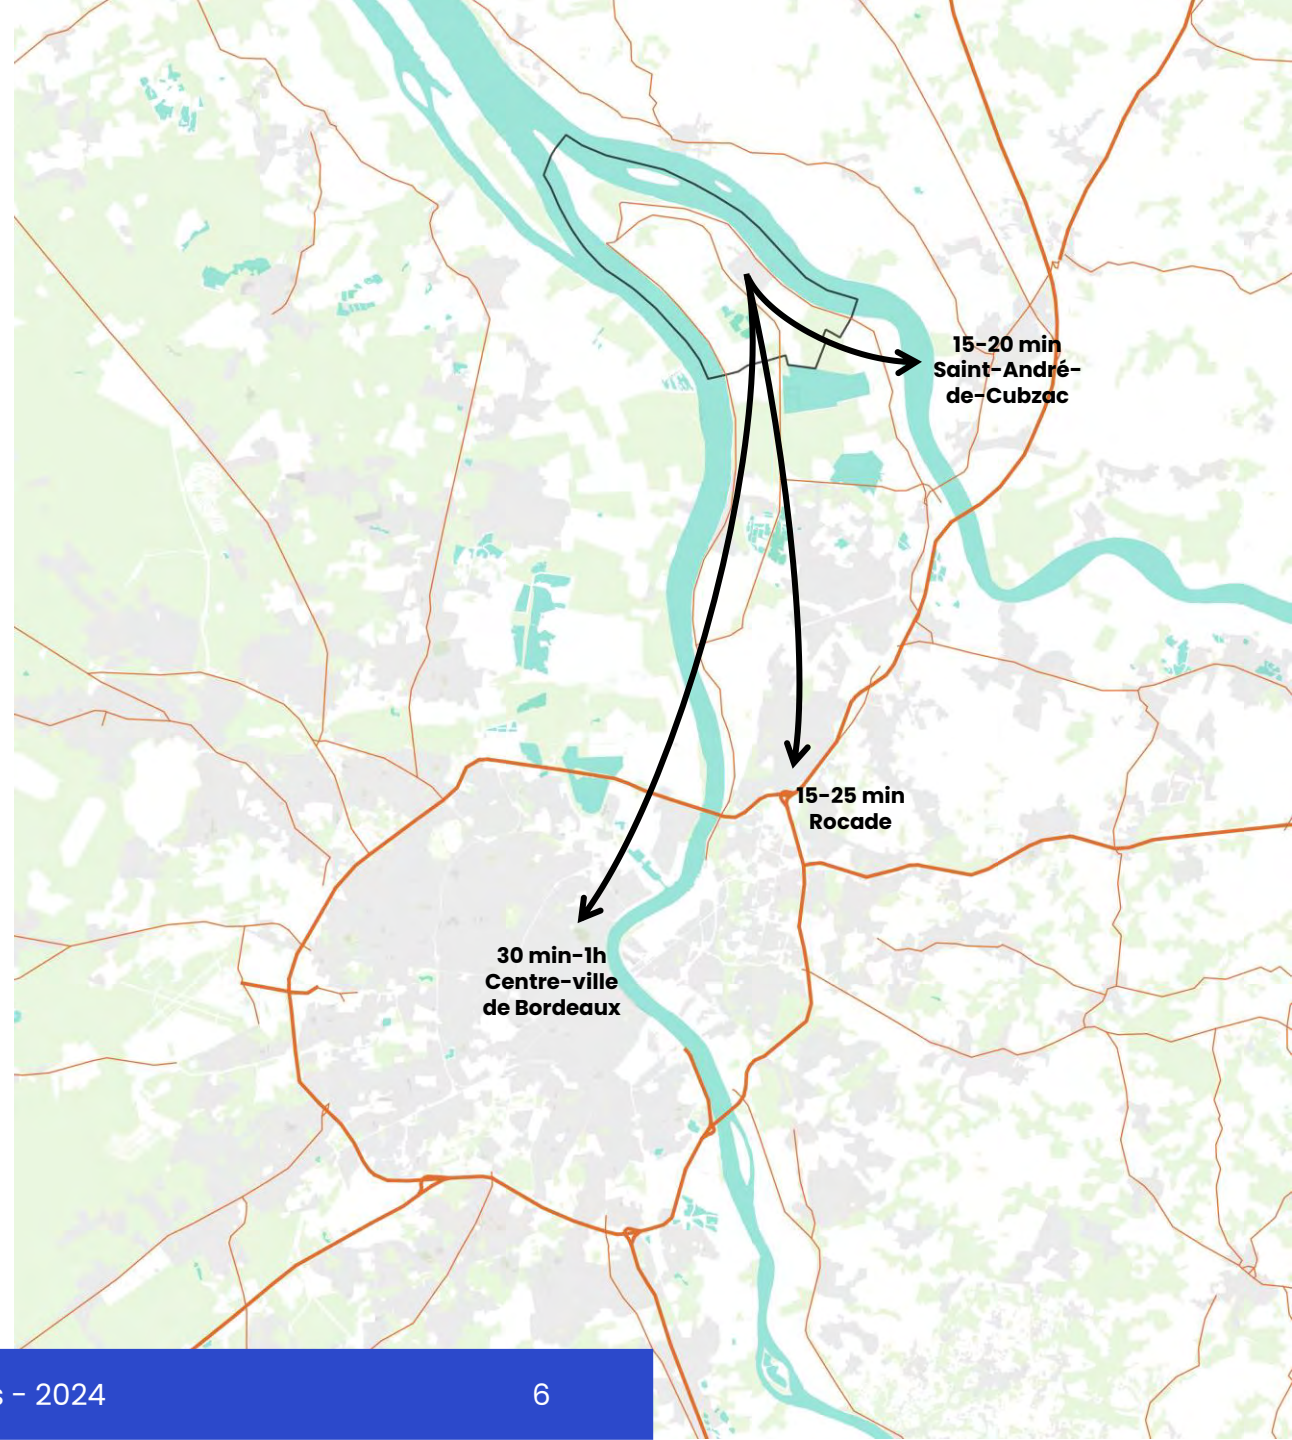 15-20 min
Saint-André-
de-Cubzac
15-25 min
Rocade
30 min-1h
Centre-ville
de Bordeaux
- 2024
6